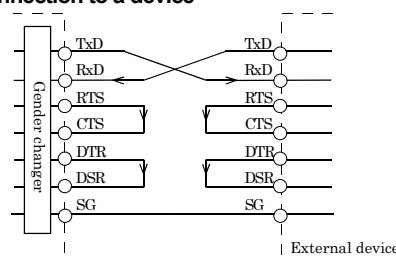 nnection to a device
TxD TxD
RxD RxD
RTS RTS
CTS CTS
DTR DTR
DSR DSR
SG SG
Gender changer
External device